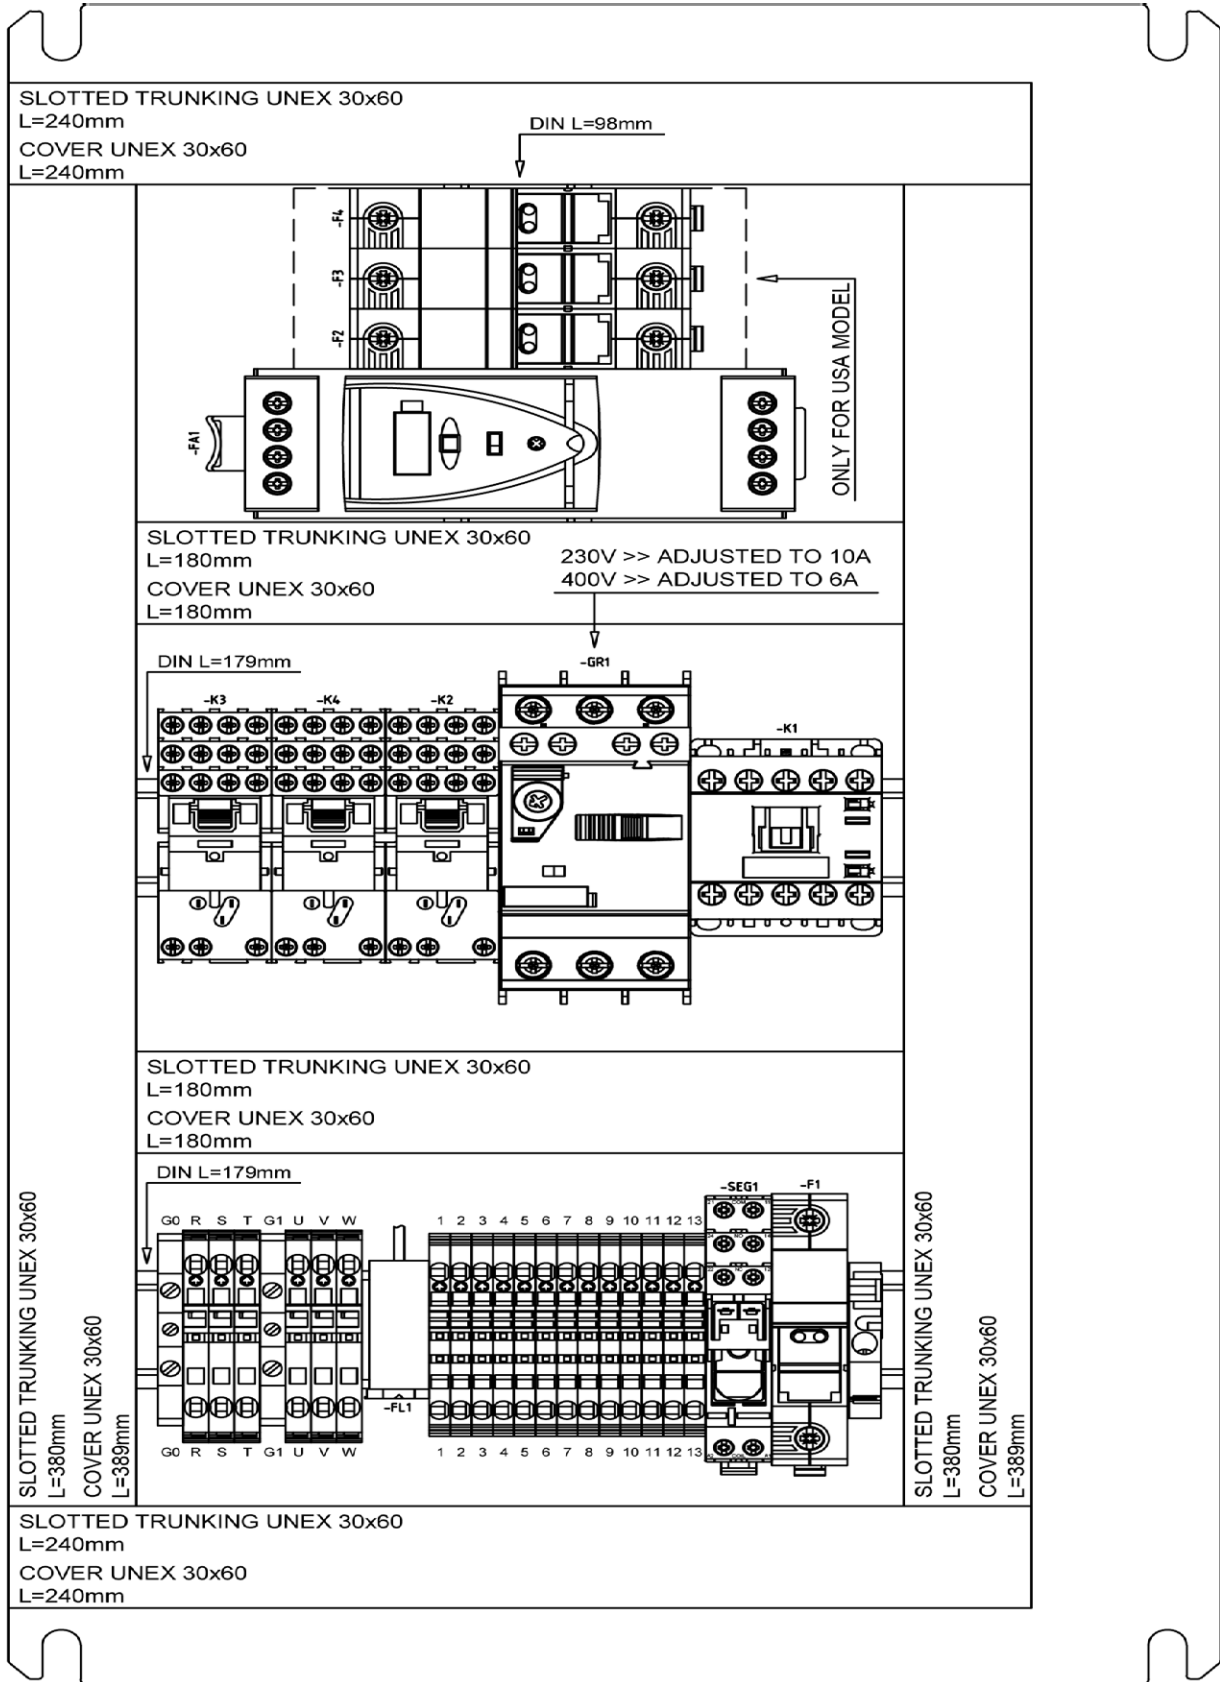 SLOTTED TRUNKING UNEX 30x60
L=240mm
COVER UNEX 30x60
L=240mm
DIN L=98mm
-F4
-F3
-F2
-FA1
ONLY FOR USA MODEL
SLOTTED TRUNKING UNEX 30x60
L=180mm
COVER UNEX 30x60
L=180mm
230V >> ADJUSTED TO 10A
400V >> ADJUSTED TO 6A
DIN L=179mm
-GR1
-K3 -K4 -K2
-K1
SLOTTED TRUNKING UNEX 30x60
L=180mm
COVER UNEX 30x60
L=180mm
DIN L=179mm
-SEG1 -F1
G0 R S T G1 U V W 1 2 3 4 5 6 7 8 9 10 11 12 13
-FL1
G0 R S T G1 U V W 1 2 3 4 5 6 7 8 9 10 11 12 13
SLOTTED TRUNKING UNEX 30x60
L=380mm
COVER UNEX 30x60
L=389mm
SLOTTED TRUNKING UNEX 30x60
L=380mm
COVER UNEX 30x60
L=389mm
SLOTTED TRUNKING UNEX 30x60
L=240mm
COVER UNEX 30x60
L=240mm